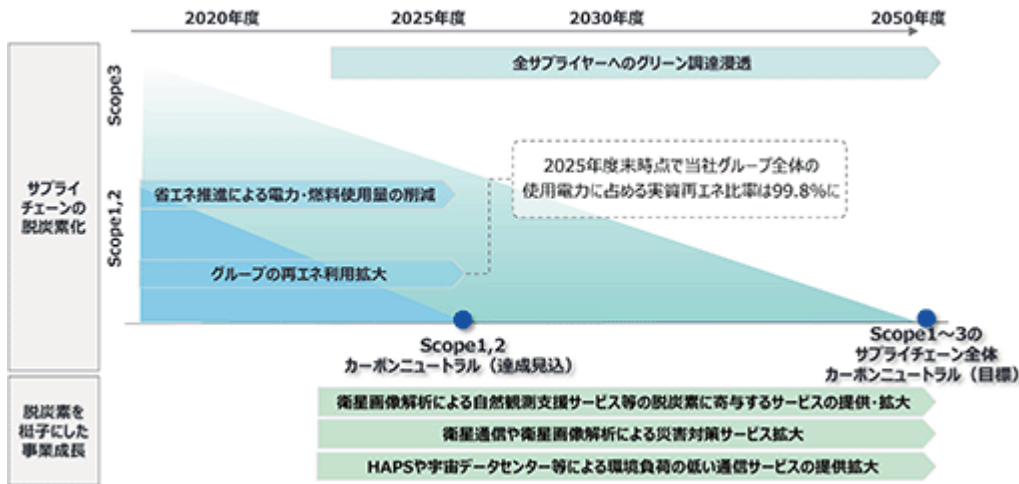 2020年度
2025年度
2030年度
2050年度
サプライ
チェーンの
脱炭素化
Scope3
Scope1,2
全サプライヤーへのグリーン調達浸透
2025年度末時点で当社グループ全体の
使用電力に占める実質再エネ比率は99.8%に
省エネ推進による電力・燃料使用量の削減
グループの再エネ利用拡大
Scope1,2
カーボンニュートラル（達成見込）
Scope1～3の
サプライチェーン全体
カーボンニュートラル（目標）
脱炭素を
梃子にした
事業成長
衛星画像解析による自然観測支援サービス等の脱炭素に寄与するサービスの提供・拡大
衛星通信や衛星画像解析による災害対策サービス拡大
HAPSや宇宙データセンター等による環境負荷の低い通信サービスの提供拡大